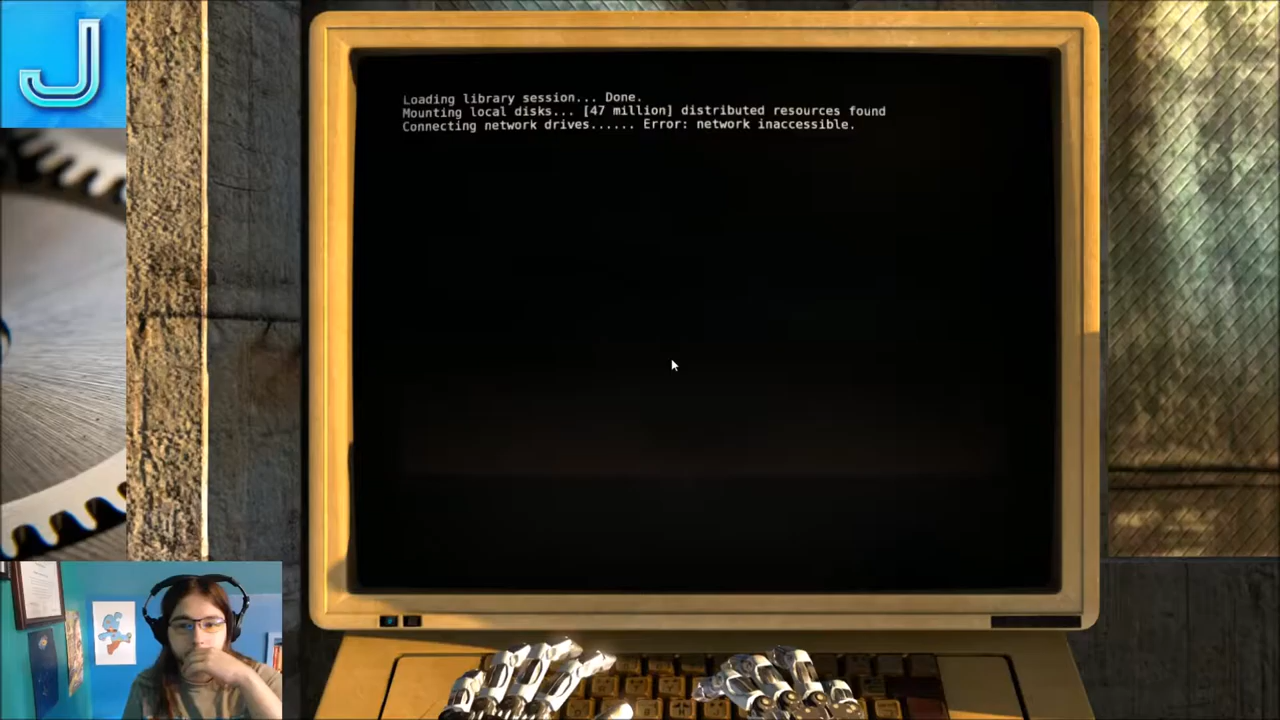 J
Loading library session... Done.
Mounting local disks... [47 million] distributed resources found
Connecting network drives...... Error: network inaccessible.